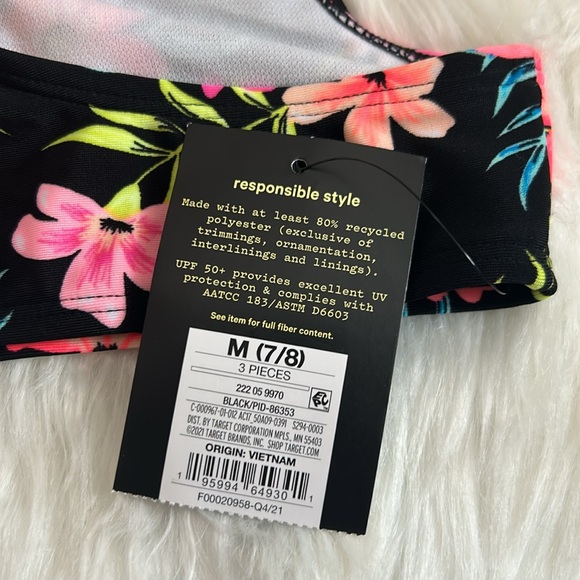 responsible style
Made with at least 80% recycled
polyester (exclusive of
trimmings, ornamentation,
interlinings and linings).
UPF 50+ provides excellent UV
protection & complies with
AATCC 183/ASTM D6603
See item for full fiber content.
M (7/8)
3 PIECES
222 05 9970
BLACK/PID-86353
C-000967-01-012 AC17_50A09-0391 S294-0003
DIST. BY TARGET CORPORATION MPLS., MN 55403
©2021 TARGET BRANDS, INC. SHOP TARGET.COM
ORIGIN: VIETNAM
1 95994 64930 1
F00020958-Q4/21